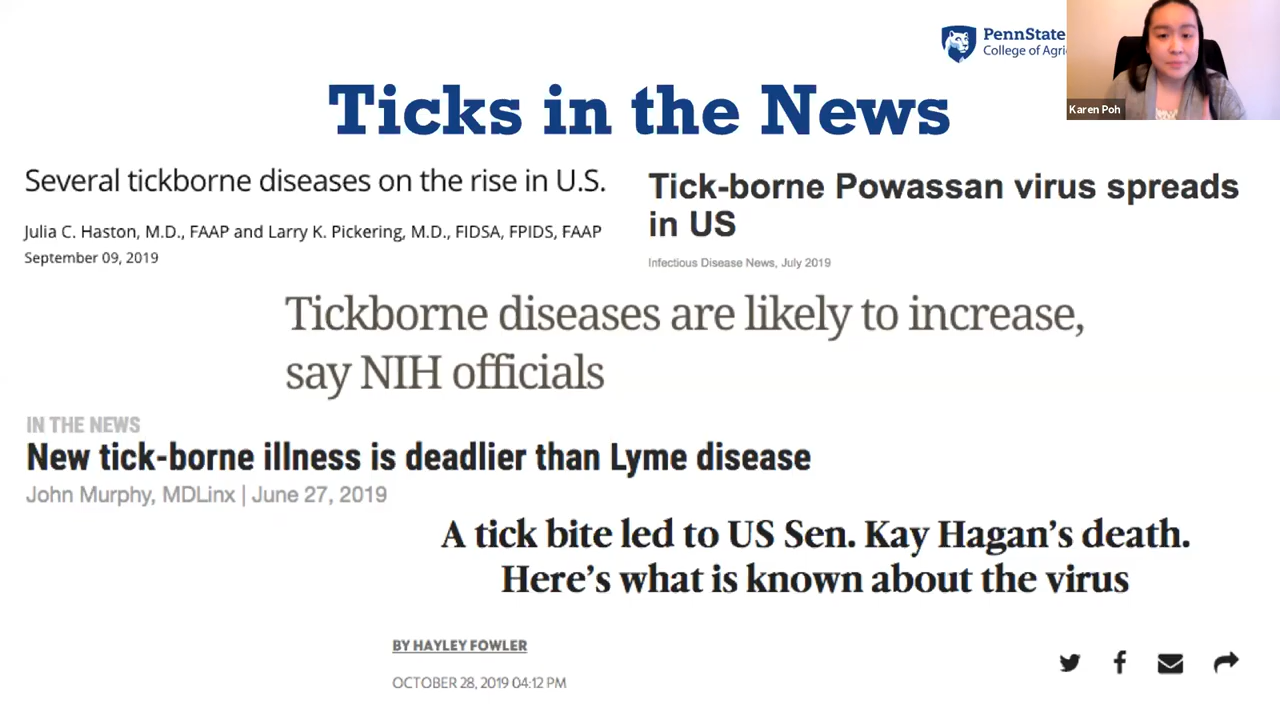 PennState
College of Agri
Karen Poh
Ticks in the News
Several tickborne diseases on the rise in U.S.
Julia C. Haston, M.D., FAAP and Larry K. Pickering, M.D., FIDSA, FPIDS, FAAP
September 09, 2019
Tick-borne Powassan virus spreads
in US
Infectious Disease News, July 2019
Tickborne diseases are likely to increase,
say NIH officials
IN THE NEWS
New tick-borne illness is deadlier than Lyme disease
John Murphy, MDLinx | June 27, 2019
A tick bite led to US Sen. Kay Hagan’s death.
Here’s what is known about the virus
BY HAYLEY FOWLER
OCTOBER 28, 2019 04:12 PM